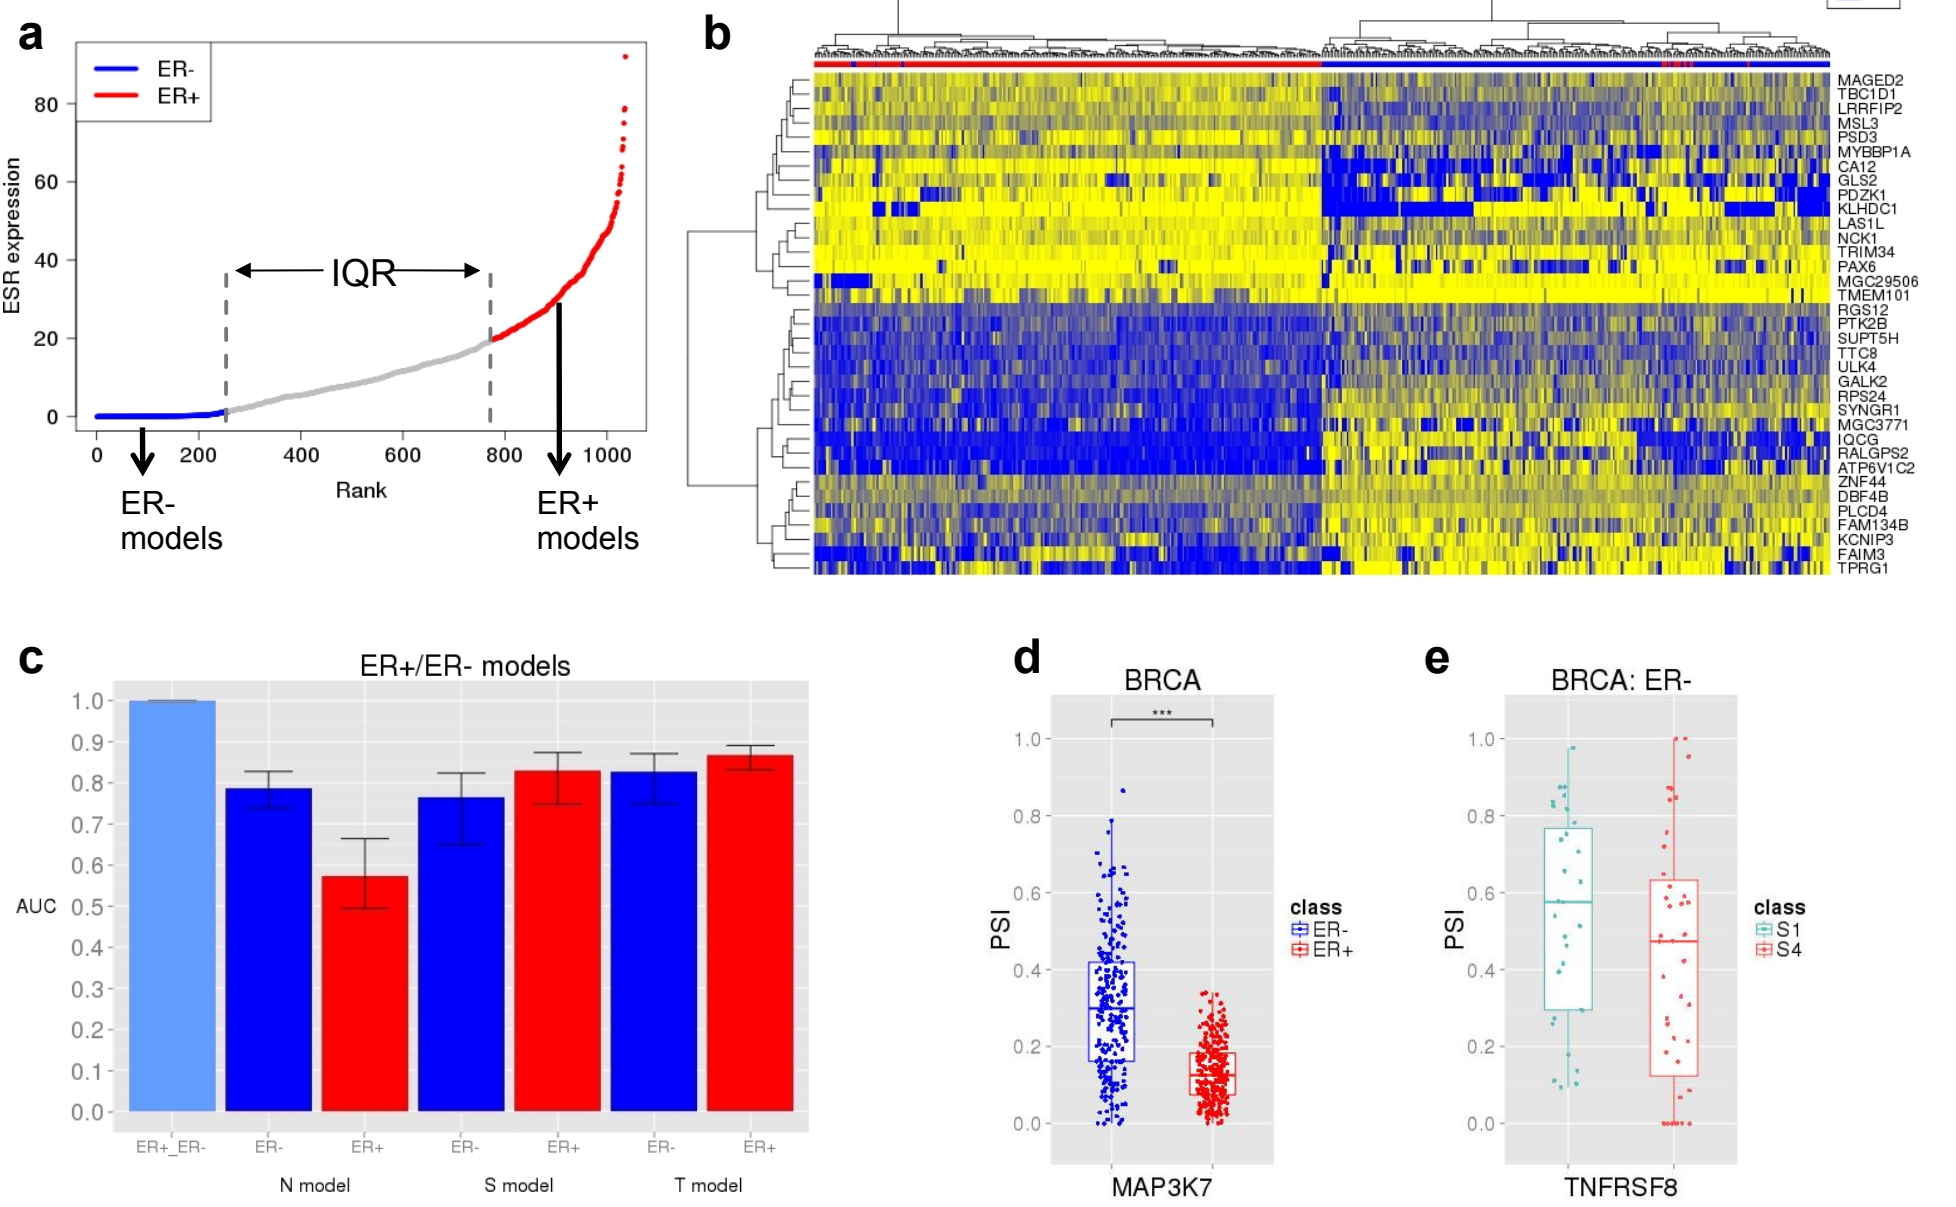 a
ER-
ER+
ESR expression
80
60
40
20
0
IQR
0 200 400 600 800 1000
Rank
ER-
models
ER+
models
b
MAGED2
TBC1D1
LRRFIP2
MSL3
PSD3
MYBBP1A
CA12
GLS2
PDZK1
KLHDC1
LAS1L
NCK1
TRIM34
PAX6
MGC29506
TMEM101
RGS12
PTK2B
SUPT5H
TTC8
ULK4
GALK2
RPS24
SYNGR1
MGC3771
IQCG
RALGPS2
ATP6V1C2
ZNF44
DBF4B
PLCD4
FAM134B
KCNIP3
FAIM3
TPRG1
c
ER+/ER- models
AUC
1.0
0.9
0.8
0.7
0.6
0.5
0.4
0.3
0.2
0.1
0.0
ER+_ER- ER- ER+ ER- ER+ ER- ER+
N model S model T model
d
BRCA
***
PSI
1.0
0.8
0.6
0.4
0.2
0.0
MAP3K7
class
ER-
ER+
e
BRCA: ER-
PSI
1.0
0.8
0.6
0.4
0.2
0.0
TNFRSF8
class
S1
S4